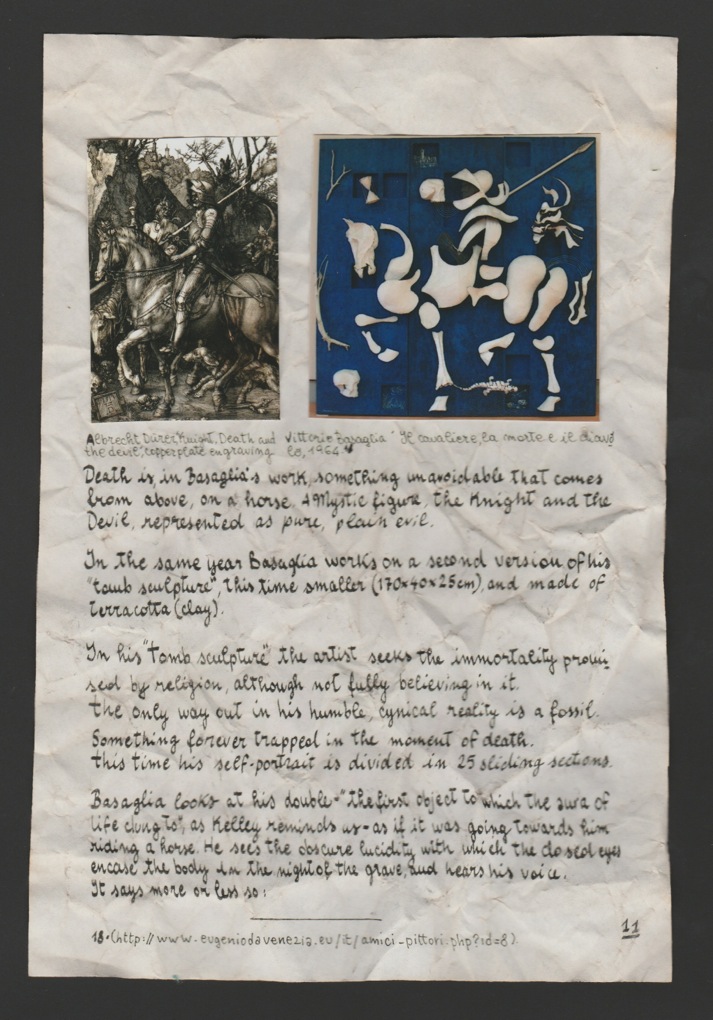 Albrecht Dürer, Knight, Death and
the devil, copperplate engraving
Vittorio Basaglia "Il cavaliere, la morte e il diavo
lo, 1964"
Death is, in Basaglia's work, something unavoidable that comes
from above, on a horse. A Mystic figure, the Knight and the
Devil, represented as pure, plain evil.
In the same year Basaglia works on a second version of his
"tomb sculpture", this time smaller (170x40x25cm), and made of
terracotta (clay).
In his "tomb sculpture" the artist seeks the immortality promi
sed by religion, although not fully believing in it.
the only way out in his humble, cynical reality is a fossil.
Something forever trapped in the moment of death.
this time his self-portrait is divided in 25 sliding sections.
Basaglia looks at his double-"the first object to which the aura of
life clung to", as Kelley reminds us-as if it was going towards him
riding a horse. He sees the obscure lucidity with which the closed eyes
encase the body in the night of the grave, and hears his voice.
It says more or less so:
18.(http://www.eugeniodavenezia.eu/it/amici-pittori.php?id=8)
11